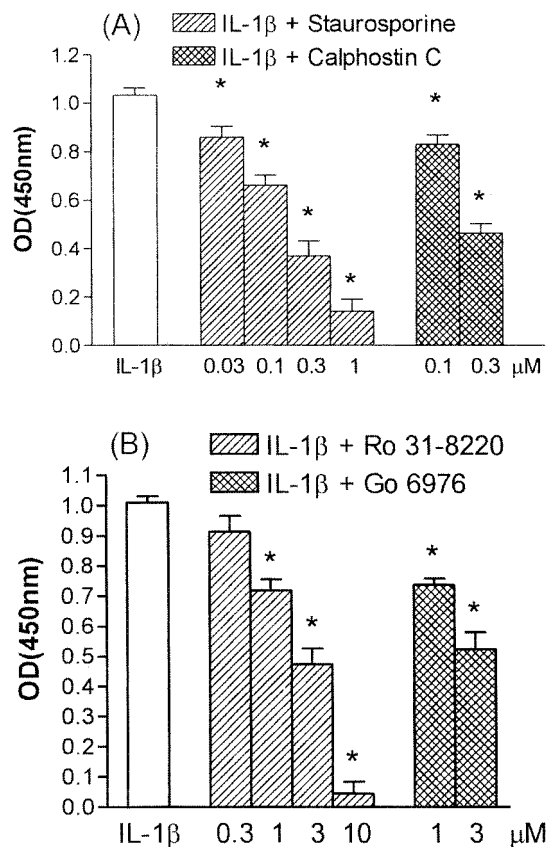 (A)
IL-1β + Staurosporine
IL-1β + Calphostin C
OD(450nm)
1.2
1.0
0.8
0.6
0.4
0.2
0.0
* * * * * *
IL-1β 0.03 0.1 0.3 1 0.1 0.3 μM
(B)
IL-1β + Ro 31-8220
IL-1β + Go 6976
OD(450nm)
1.1
1.0
0.9
0.8
0.7
0.6
0.5
0.4
0.3
0.2
0.1
0.0
* * * * *
IL-1β 0.3 1 3 10 1 3 μM